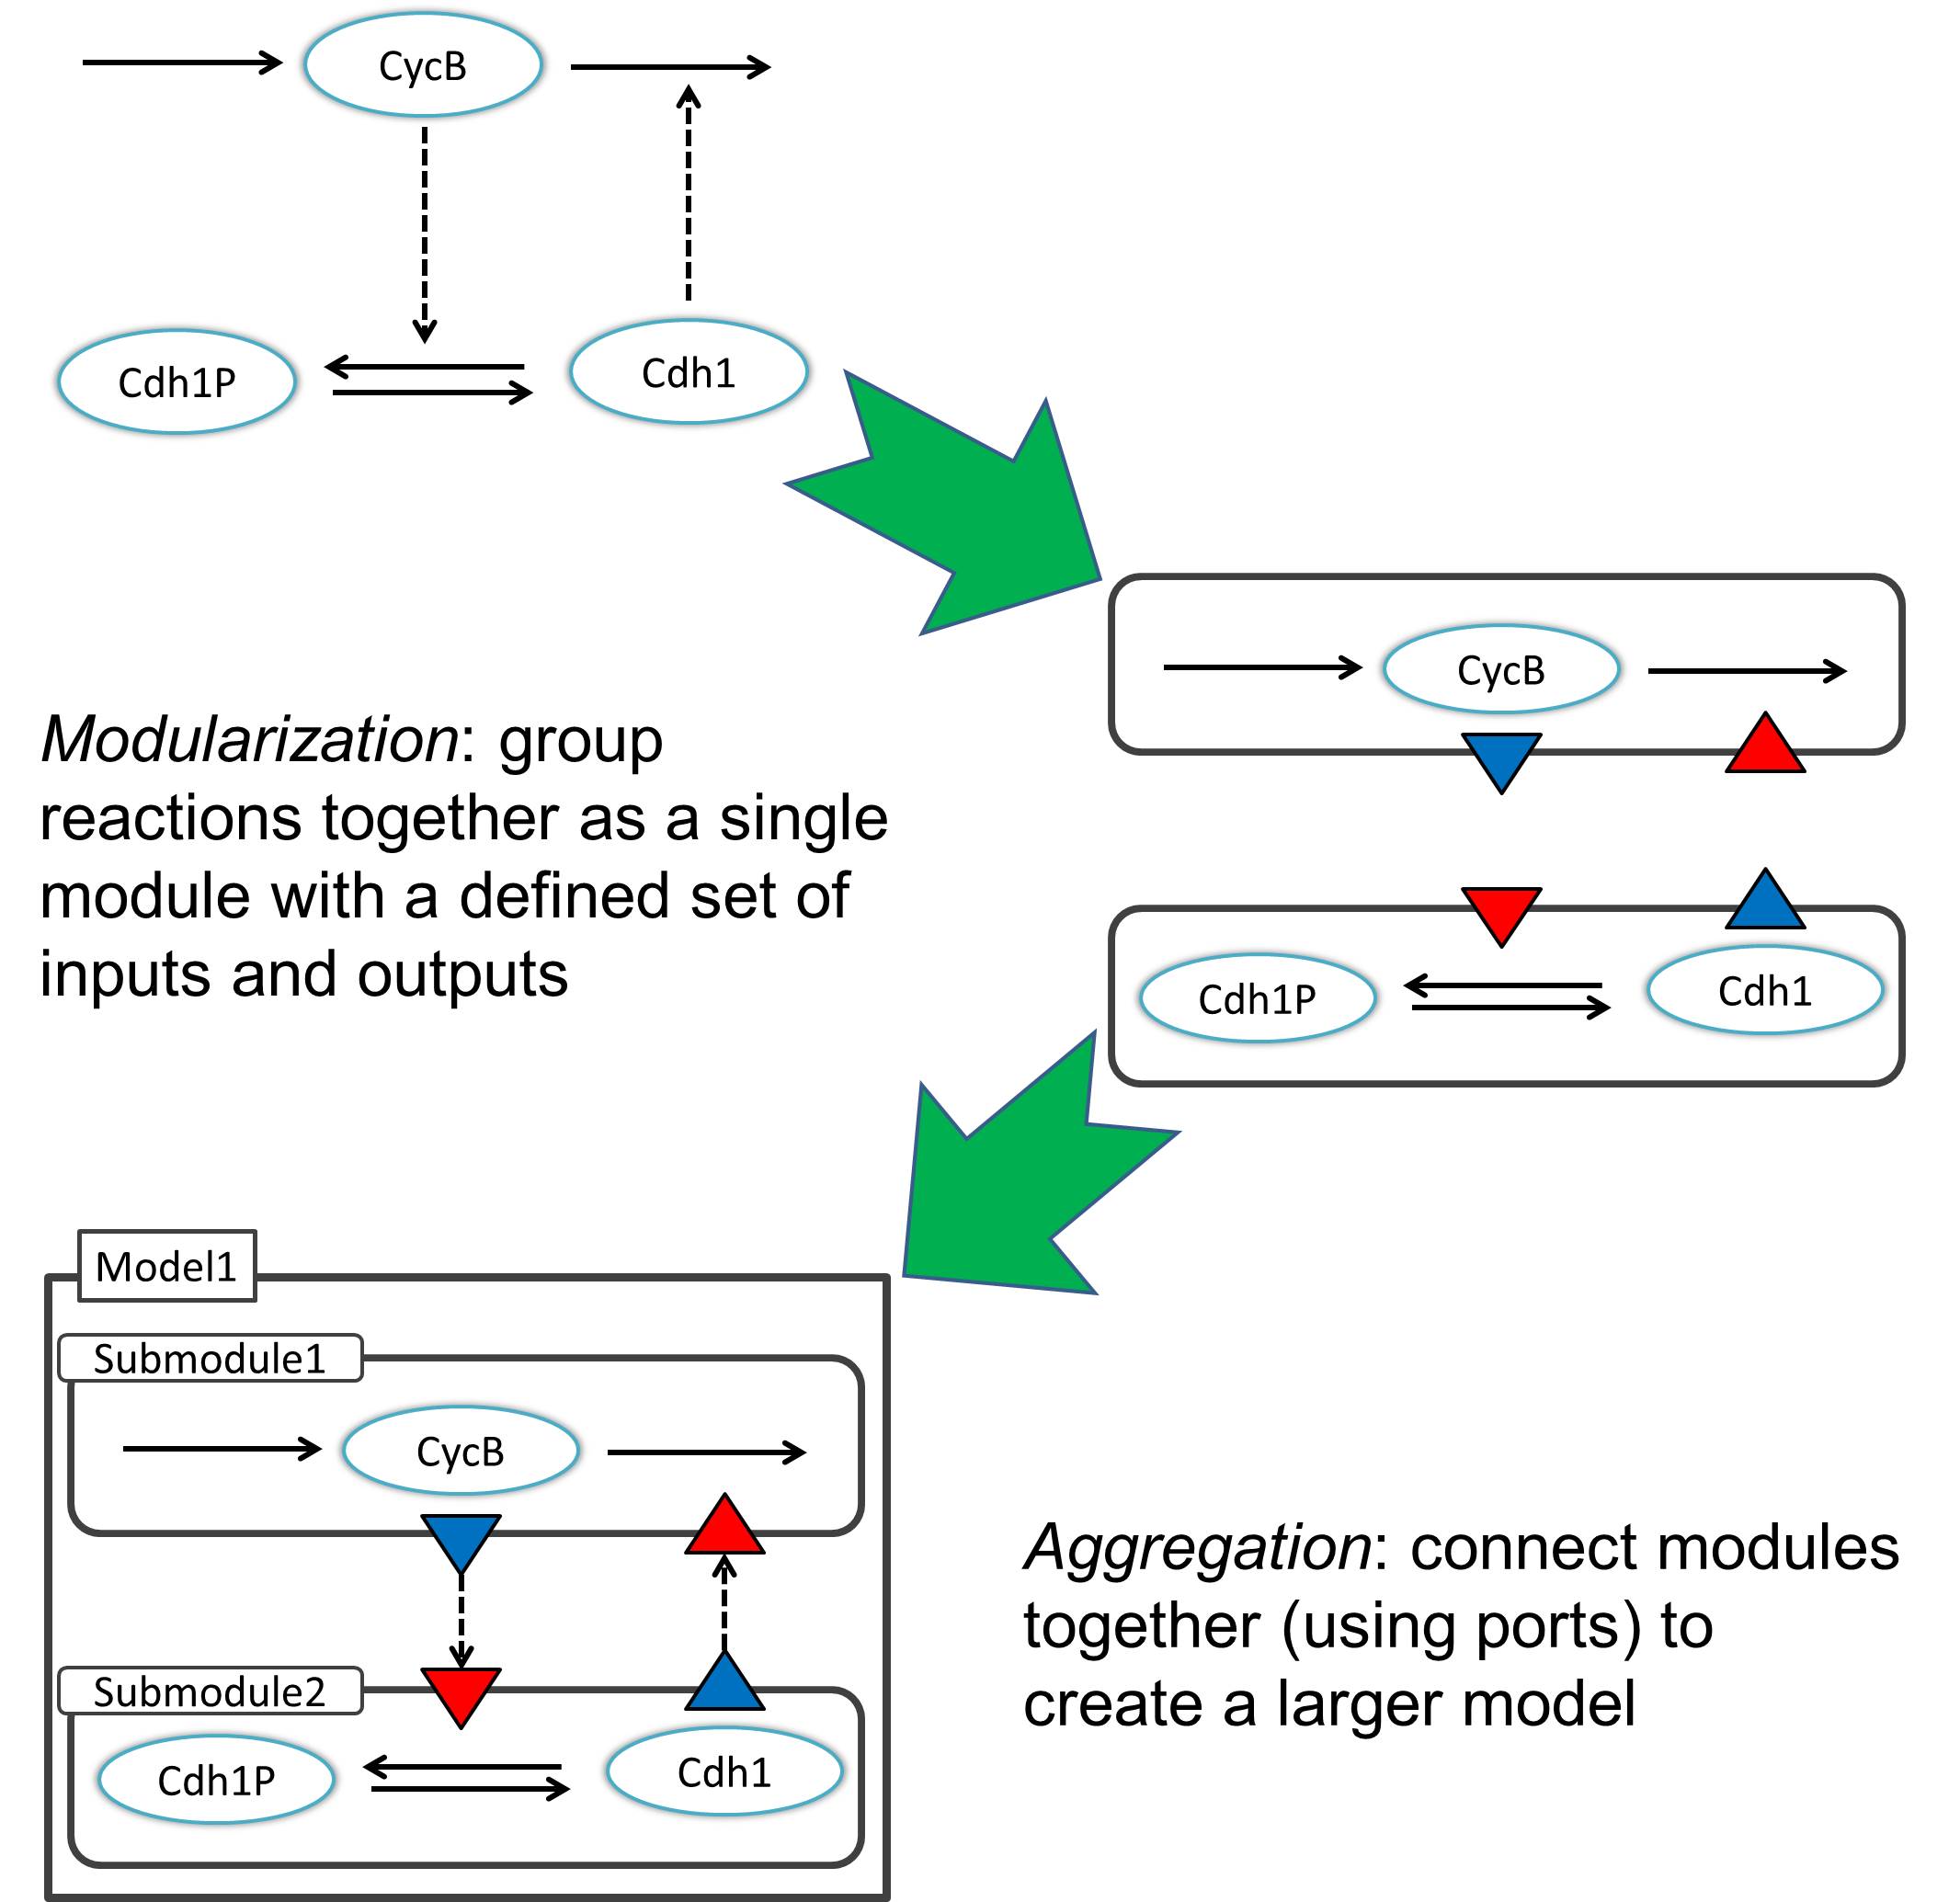 CycB
Cdh1P
Cdh1
CycB
Modularization: group
reactions together as a single
module with a defined set of
inputs and outputs
Cdh1P
Cdh1
Model1
Submodule1
CycB
Submodule2
Cdh1P
Cdh1
Aggregation: connect modules
together (using ports) to
create a larger model